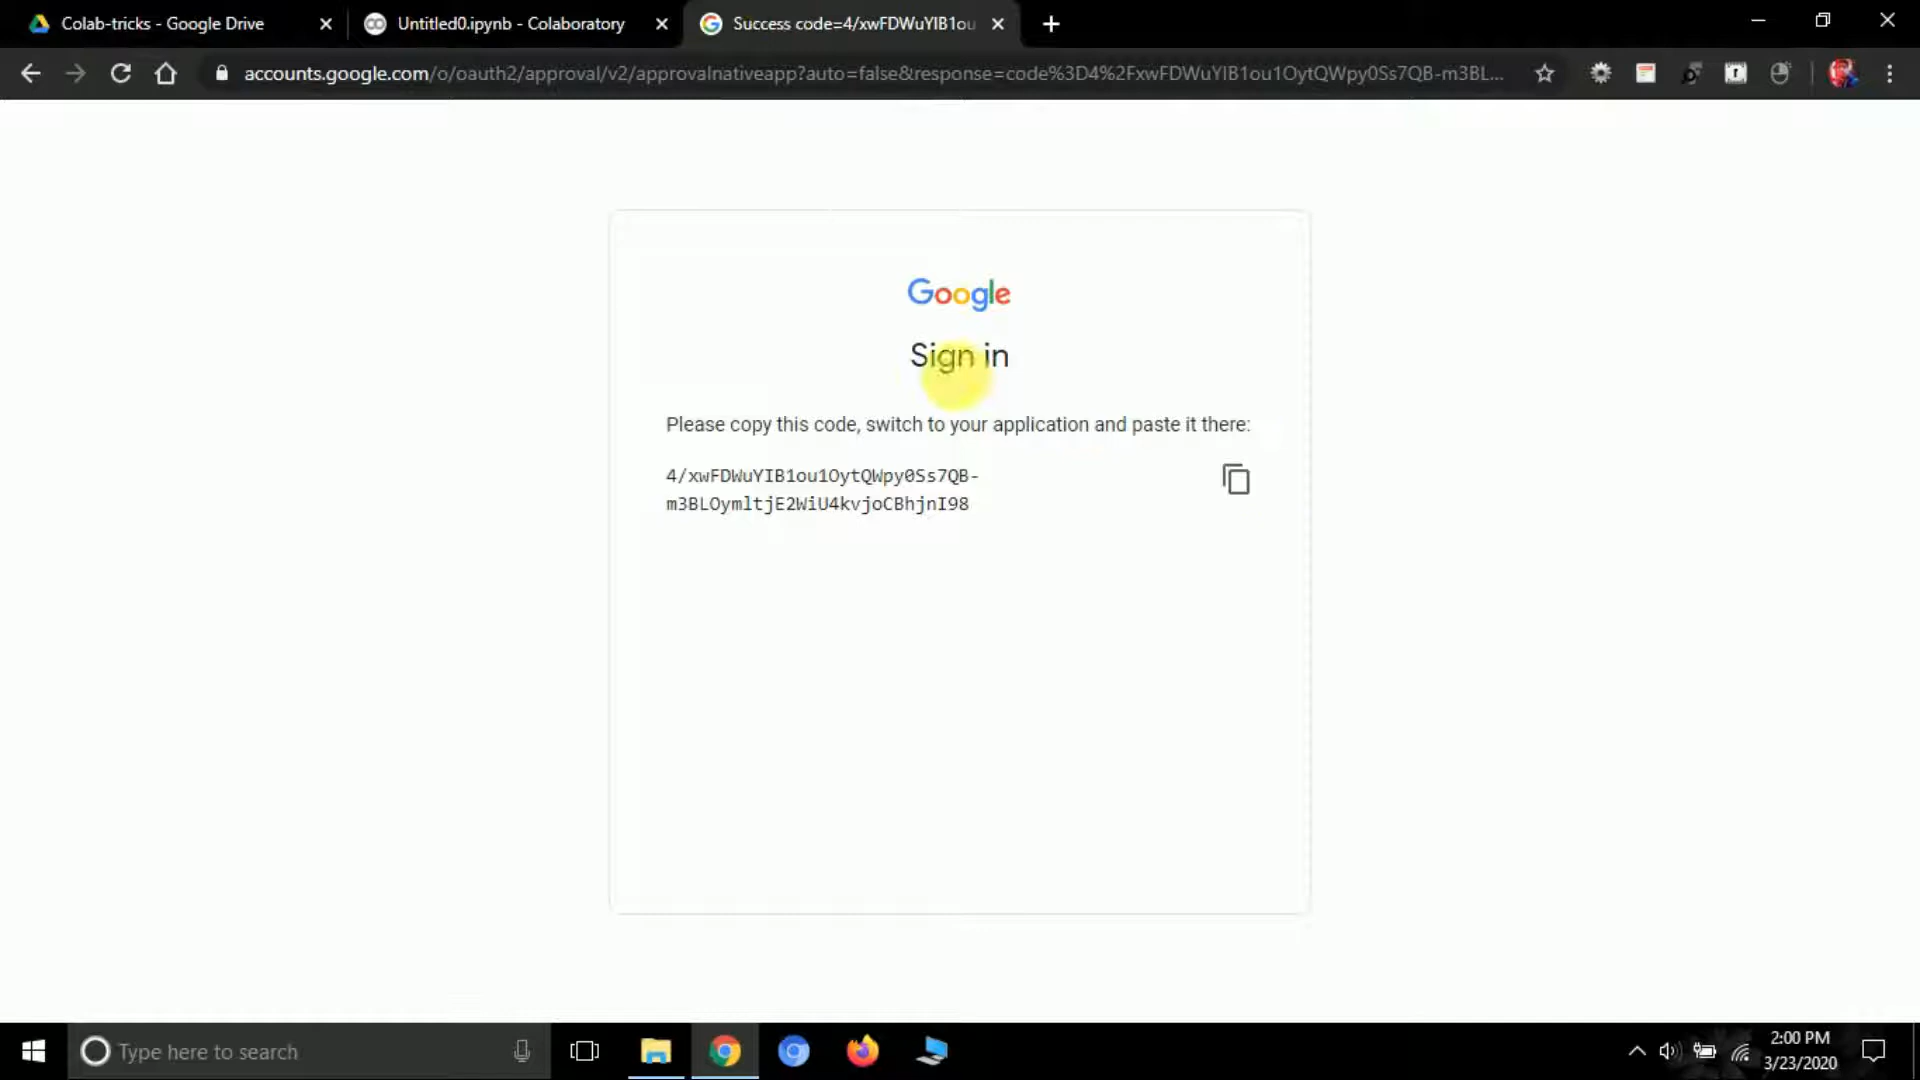 Colab-tricks - Google Drive
Untitled0.ipynb - Colaboratory
Success code=4/xwFDWuYIB1ou
accounts.google.com/o/oauth2/approval/v2/approvalnativeapp?auto=false&response=code%3D4%2FxwFDWuYIB1ou1OytQWpy0Ss7QB-m3BL...
Google
Sign in
Please copy this code, switch to your application and paste it there:
4/xwFDWuYIB1ou1OytQWpy0Ss7QB-
m3BLOymltjE2WiU4kvjoCBhjnI98
Type here to search
2:00 PM
3/23/2020